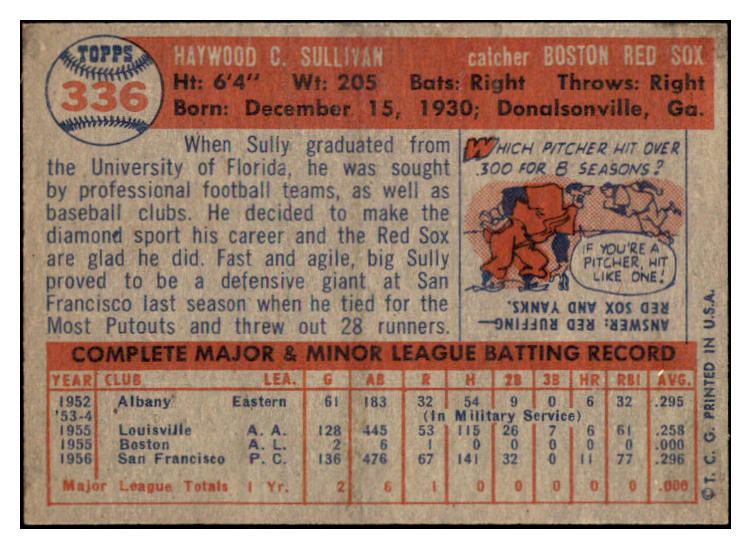 TOPPS
336
HAYWOOD C. SULLIVAN catcher BOSTON RED SOX
Ht: 6'4" Wt: 205 Bats: Right Throws: Right
Born: December 15, 1930; Donalsonville, Ga.
When Sully graduated from
the University of Florida, he was sought
by professional football teams, as well as
baseball clubs. He decided to make the
diamond sport his career and the Red Sox
are glad he did. Fast and agile, big Sully
proved to be a defensive giant at San
Francisco last season when he tied for the
Most Putouts and threw out 28 runners.
WHICH PITCHER HIT OVER
.300 FOR 8 SEASONS?
IF YOU'RE A
PITCHER, HIT
LIKE ONE!
ANSWER: RED RUFFING—
RED SOX AND YANKS.
COMPLETE MAJOR & MINOR LEAGUE BATTING RECORD
YEAR CLUB LEA. G AB R H 2B 3B HR RBI AVG.
1952 Albany Eastern 61 183 32 54 9 0 6 32 .295
'53-4 (In Military Service)
1955 Louisville A. A. 128 445 53 115 26 7 6 61 .258
1955 Boston A. L. 2 6 1 0 0 0 0 0 .000
1956 San Francisco P. C. 136 476 67 141 32 0 11 77 .296
Major League Totals 1 Yr. 2 6 1 0 0 0 0 0 .000
© T. C. G. PRINTED IN U.S.A.